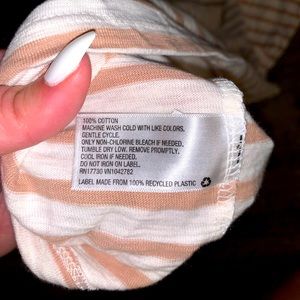 100% COTTON
MACHINE WASH COLD WITH LIKE COLORS.
GENTLE CYCLE.
ONLY NON-CHLORINE BLEACH IF NEEDED.
TUMBLE DRY LOW. REMOVE PROMPTLY.
COOL IRON IF NEEDED.
DO NOT IRON ON LABEL.
RN17730 VN1042782
LABEL MADE FROM 100% RECYCLED PLASTIC